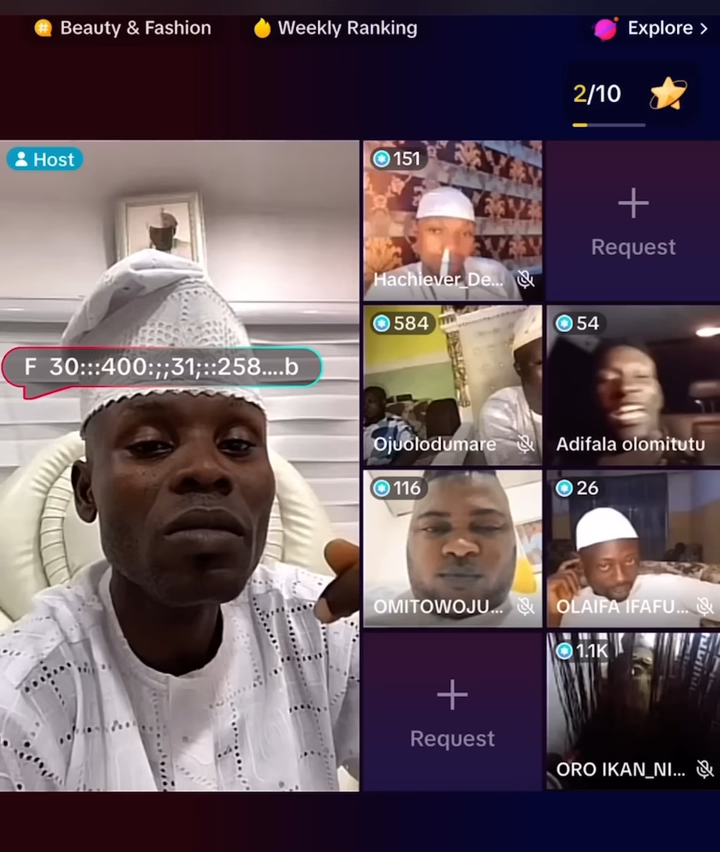 Beauty & Fashion
Weekly Ranking
Explore >
2/10
Host
151
Hachiever_De...
Request
F 30:::400:;;31;::258....b
584
Ojuolodumare
54
Adifala olomitutu
116
OMITOWOJU...
26
OLAIFA IFAFU...
Request
1.1K
ORO IKAN_NI...